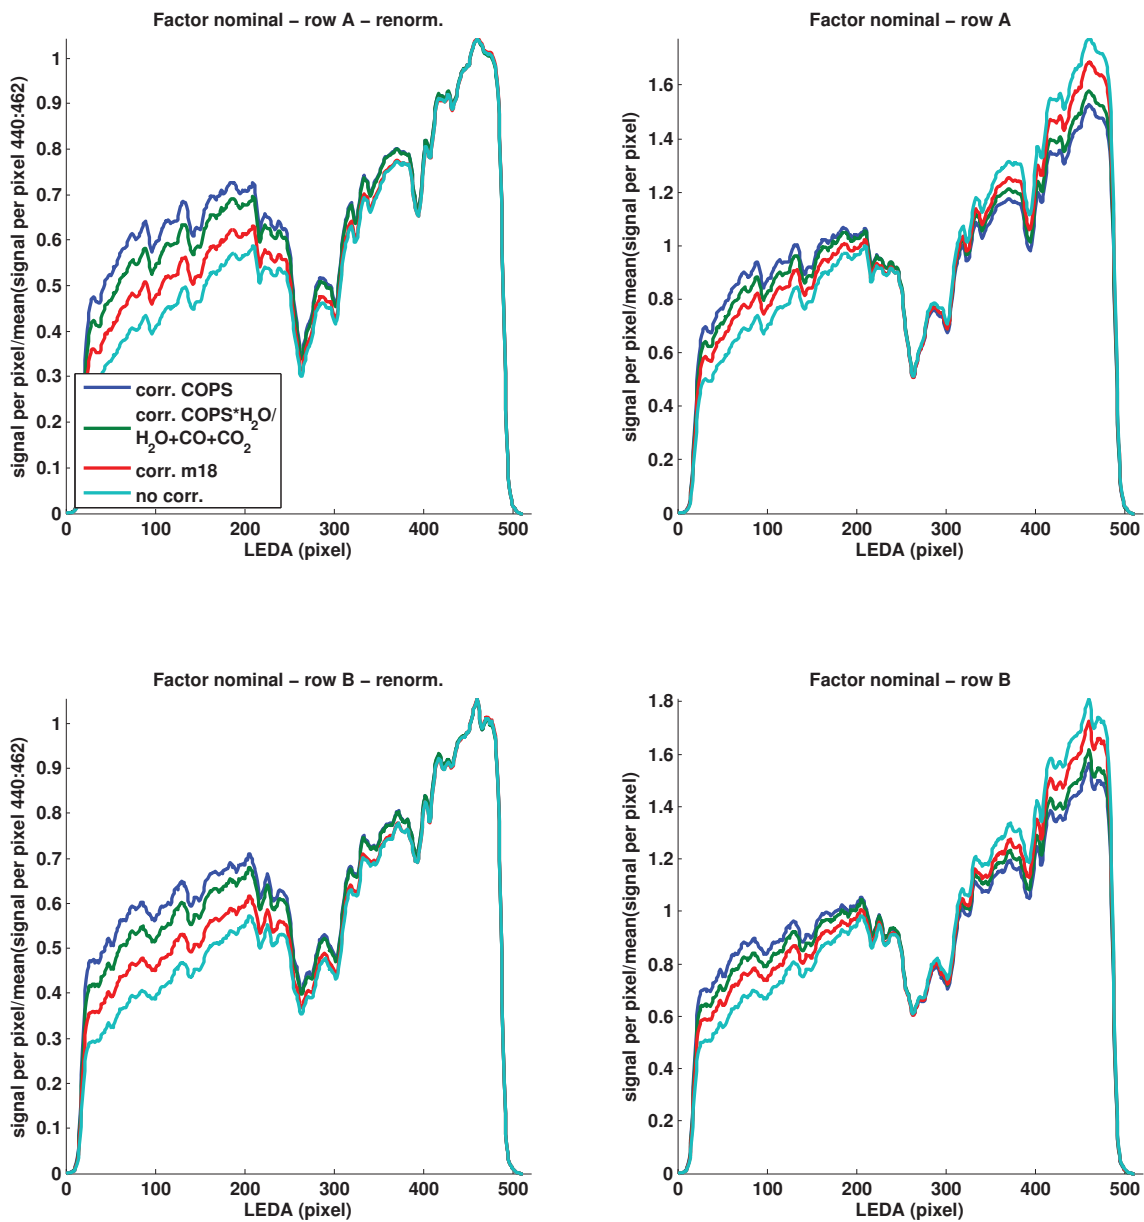 Factor nominal – row A – renorm.
signal per pixel/mean(signal per pixel 440:462)
1
0.9
0.8
0.7
0.6
0.5
0.4
0.3
0.2
0.1
0
corr. COPS
corr. COPS*H2O/
H2O+CO+CO2
corr. m18
no corr.
0 100 200 300 400 500
LEDA (pixel)
Factor nominal – row A
signal per pixel/mean(signal per pixel)
1.6
1.4
1.2
1
0.8
0.6
0.4
0.2
0
0 100 200 300 400 500
LEDA (pixel)
Factor nominal – row B – renorm.
signal per pixel/mean(signal per pixel 440:462)
1
0.9
0.8
0.7
0.6
0.5
0.4
0.3
0.2
0.1
0
0 100 200 300 400 500
LEDA (pixel)
Factor nominal – row B
signal per pixel/mean(signal per pixel)
1.8
1.6
1.4
1.2
1
0.8
0.6
0.4
0.2
0
0 100 200 300 400 500
LEDA (pixel)